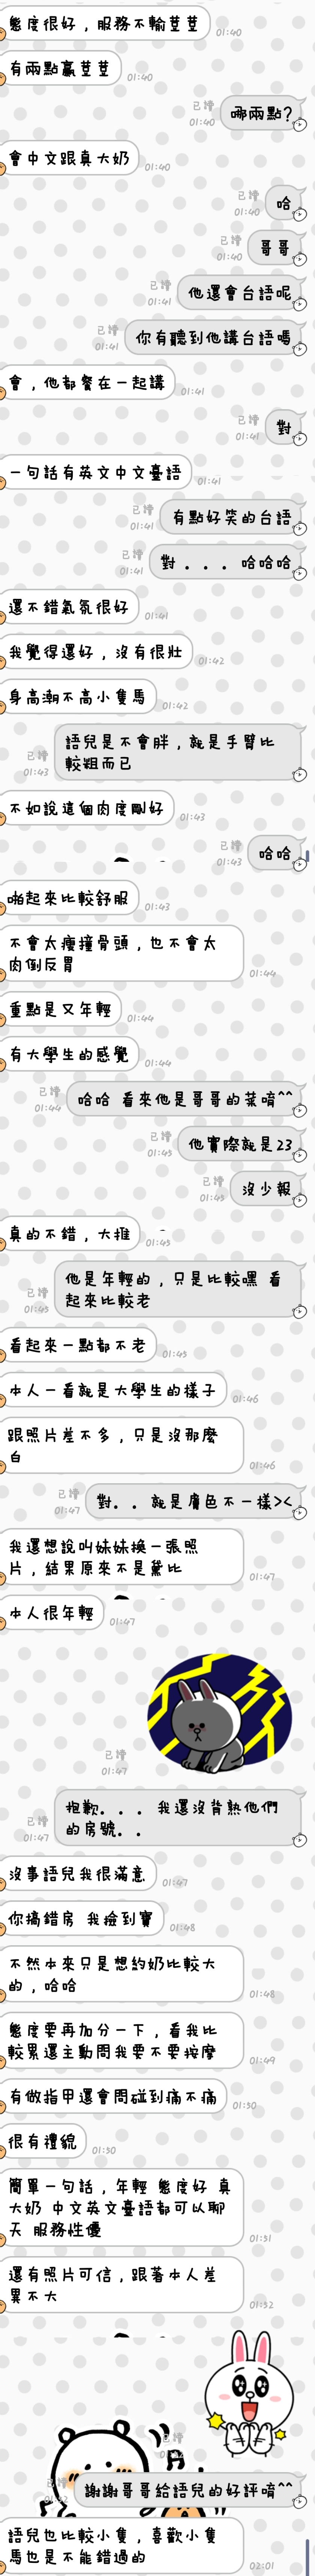 態度很好，服務不輸荳荳
01:40
有兩點贏荳荳
01:40
已讀
01:40
哪兩點?
會中文跟真大奶
01:40
已讀
01:40
哈
已讀
01:40
哥哥
已讀
01:41
他還會台語呢
已讀
01:41
你有聽到他講台語嗎
會，他都餐在一起講
01:41
已讀
01:41
對
一句話有英文中文臺語
01:41
已讀
01:41
有點好笑的台語
已讀
01:41
對．．．哈哈哈
還不錯氣氛很好
01:41
我覺得還好，沒有很壯
01:42
身高潮不高小隻馬
01:42
已讀
01:43
語兒是不會胖，就是手臂比
較粗而已
不如說這個肉度剛好
01:43
已讀
01:43
哈哈
啪起來比較舒服
01:43
不會太瘦撞骨頭，也不會太
肉倒反胃
01:44
重點是又年輕
01:44
有大學生的感覺
01:44
已讀
01:44
哈哈 看來他是哥哥的菜唷^^
已讀
01:45
他實際就是23
已讀
01:45
沒少報
真的不錯，大推
01:45
已讀
01:45
他是年輕的，只是比較嘿 看
起來比較老
看起來一點都不老
01:45
本人一看就是大學生的樣子
01:46
跟照片差不多，只是沒那麼
白
01:46
已讀
01:47
對．．就是膚色不一樣><
我還想說叫妹妹換一張照
片，結果原來不是黛比
01:47
本人很年輕
01:47
已讀
01:47
已讀
01:47
抱歉．．．我還沒背熟他們
的房號．．
沒事語兒我很滿意
01:47
你搞錯房 我撿到寶
01:48
不然本來只是想約奶比較大
的，哈哈
01:48
態度要再加分一下，看我比
較累還主動問我要不要按摩
01:49
有做指甲還會問碰到痛不痛
01:50
很有禮貌
01:50
簡單一句話，年輕 態度好 真
大奶 中文英文臺語都可以聊
天 服務性優
01:51
還有照片可信，跟著本人差
異不大
01:52
謝謝哥哥給語兒的好評唷^^
語兒也比較小隻，喜歡小隻
馬也是不能錯過的
02:01